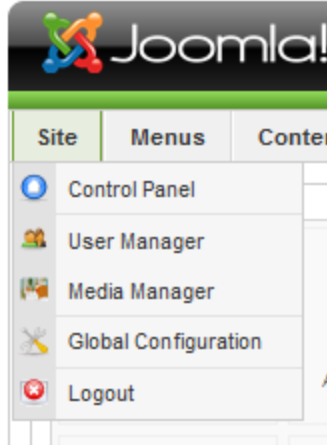 Joomla!
Site Menus
Control Panel
User Manager
Media Manager
Global Configuration
Logout